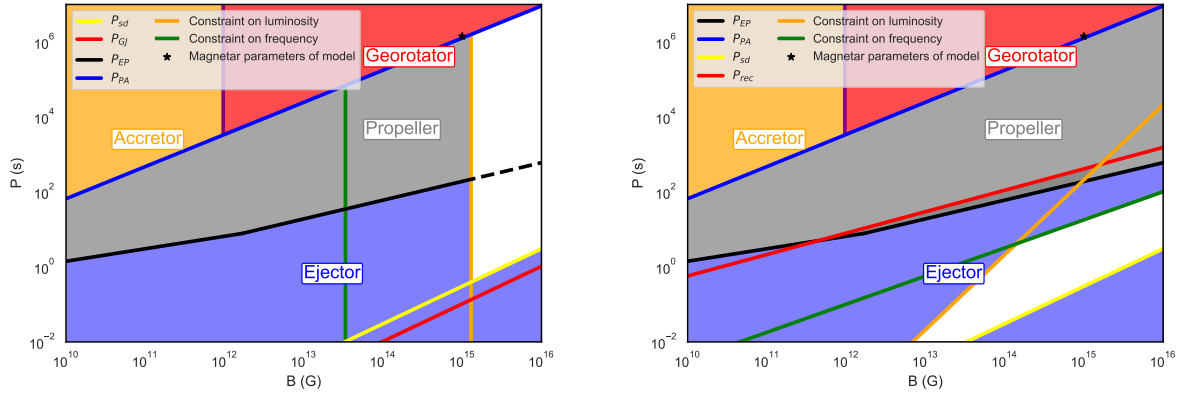 P_sd
P_GJ
P_EP
P_PA
Constraint on luminosity
Constraint on frequency
Magnetar parameters of model
Georotator
Propeller
Accretor
Ejector
10^6
10^4
10^2
10^0
10^-2
P (s)
10^10 10^11 10^12 10^13 10^14 10^15 10^16
B (G)
P_EP
P_PA
P_sd
P_rec
Constraint on luminosity
Constraint on frequency
Magnetar parameters of model
Georotator
Propeller
Accretor
Ejector
10^6
10^4
10^2
10^0
10^-2
P (s)
10^10 10^11 10^12 10^13 10^14 10^15 10^16
B (G)